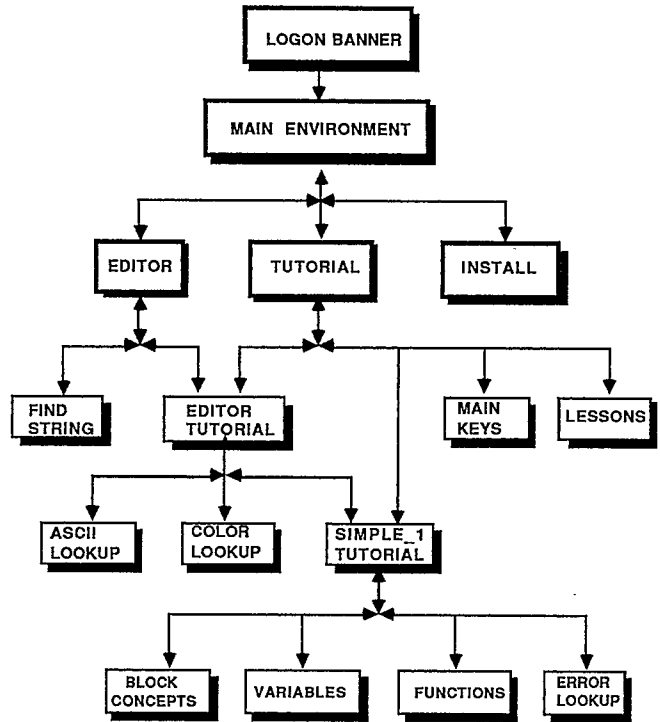 LOGON BANNER
MAIN ENVIRONMENT
EDITOR
TUTORIAL
INSTALL
FIND
STRING
EDITOR
TUTORIAL
MAIN
KEYS
LESSONS
ASCII
LOOKUP
COLOR
LOOKUP
SIMPLE_1
TUTORIAL
BLOCK
CONCEPTS
VARIABLES
FUNCTIONS
ERROR
LOOKUP